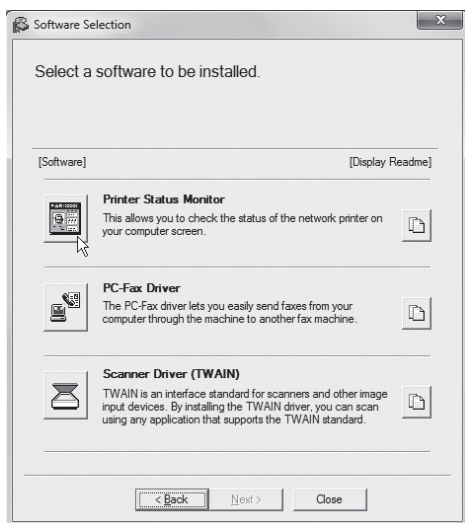 Software Selection
Select a software to be installed.
[Software] [Display Readme]
Printer Status Monitor
This allows you to check the status of the network printer on
your computer screen.
PC-Fax Driver
The PC-Fax driver lets you easily send faxes from your
computer through the machine to another fax machine.
Scanner Driver (TWAIN)
TWAIN is an interface standard for scanners and other image
input devices. By installing the TWAIN driver, you can scan
using any application that supports the TWAIN standard.
< Back Next > Close